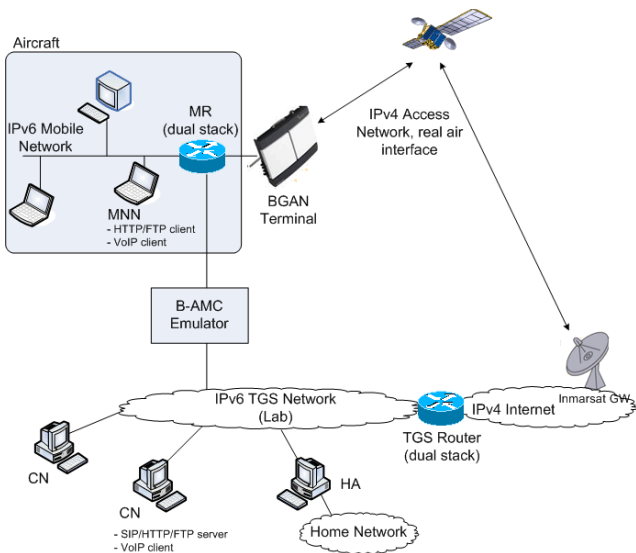 Aircraft
IPv6 Mobile
Network
MR
(dual stack)
MNN
- HTTP/FTP client
- VoIP client
BGAN
Terminal
IPv4 Access
Network, real air
interface
B-AMC
Emulator
IPv6 TGS Network
(Lab)
TGS Router
(dual stack)
IPv4 Internet
Inmarsat GW
CN
CN
- SIP/HTTP/FTP server
- VoIP client
HA
Home Network